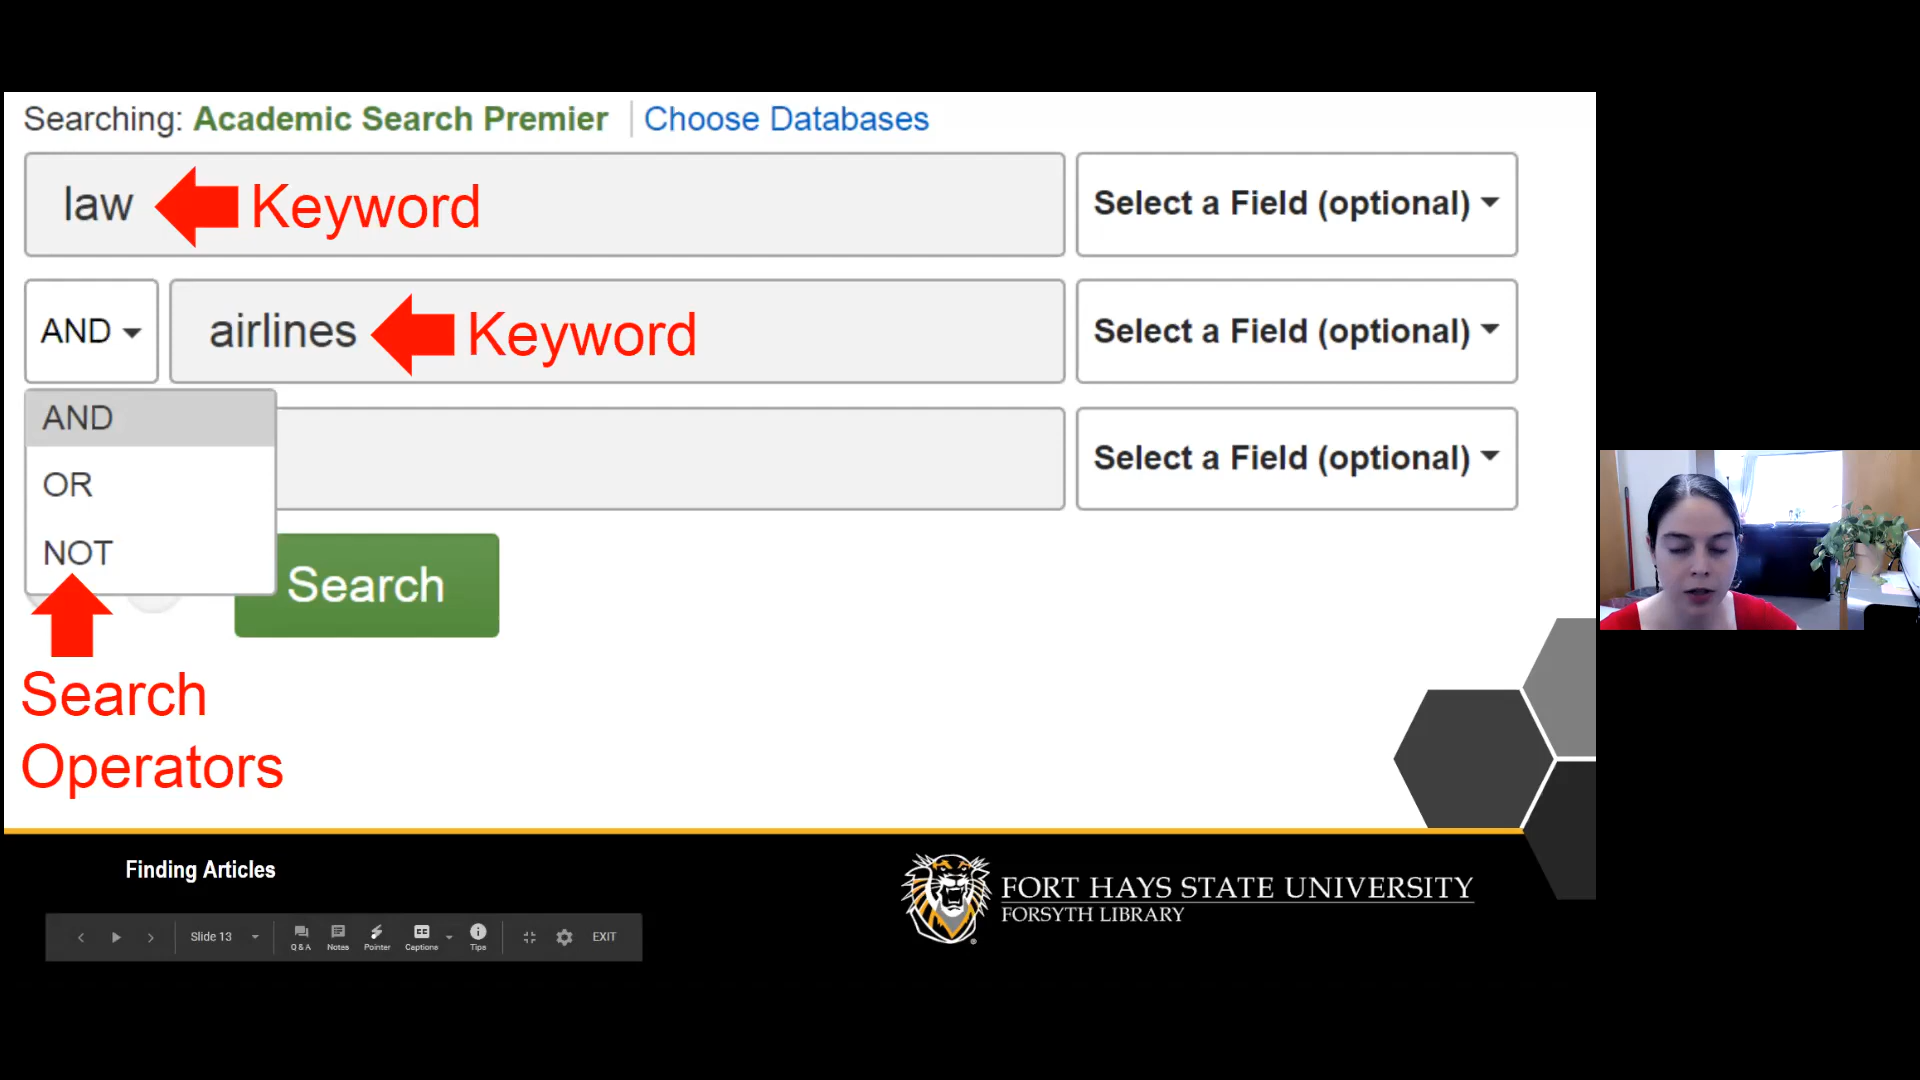 Searching: Academic Search Premier Choose Databases
law Keyword Select a Field (optional)
AND airlines Keyword Select a Field (optional)
AND
OR
NOT
Select a Field (optional)
Search
Search
Operators
Finding Articles
FORT HAYS STATE UNIVERSITY
FORSYTH LIBRARY
Slide 13 Q&A Notes Pointer Captions CC Tips EXIT